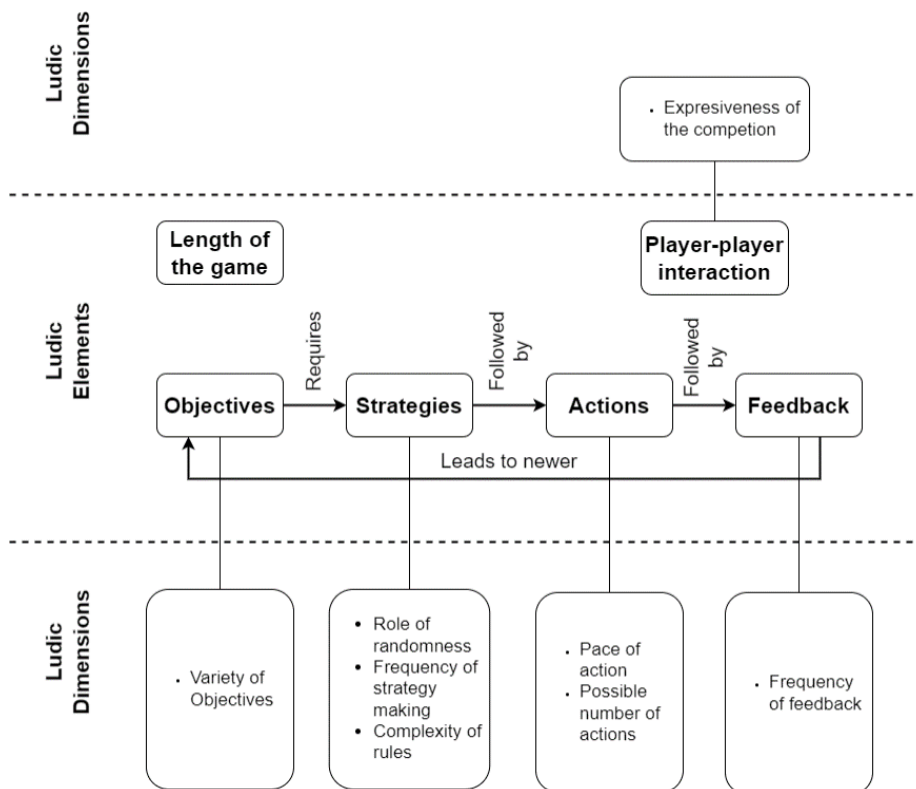 Ludic
Dimensions
• Expresiveness of
the competion
Ludic
Elements
Length of
the game
Player-player
interaction
Objectives
Requires
Strategies
Followed
by
Actions
Followed
by
Feedback
Leads to newer
Ludic
Dimensions
• Variety of
Objectives
• Role of
randomness
• Frequency of
strategy
making
• Complexity of
rules
• Pace of
action
• Possible
number of
actions
• Frequency
of feedback